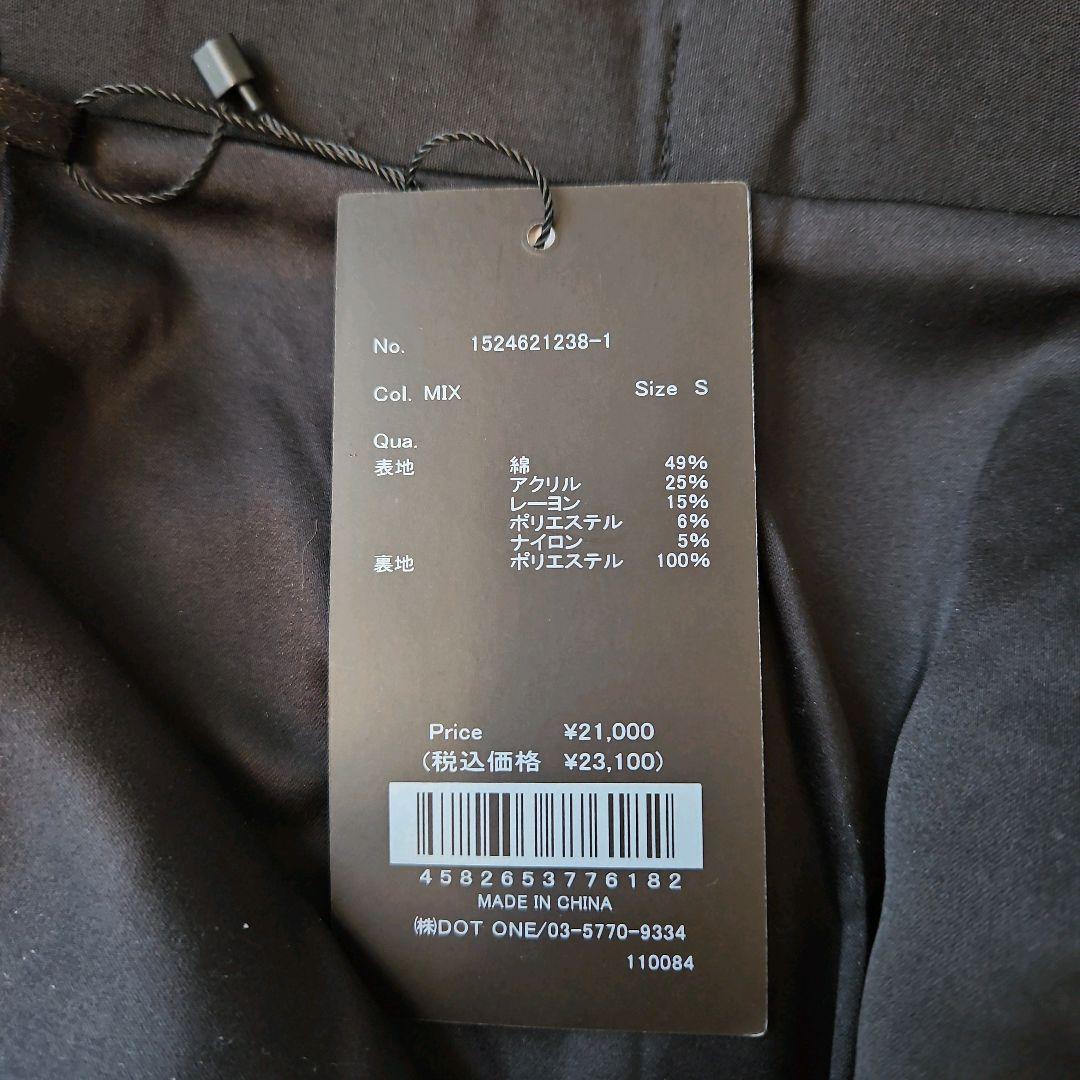 No. 1524621238-1
Col. MIX Size S
Qua.
表地 綿 49%
アクリル 25%
レーヨン 15%
ポリエステル 6%
ナイロン 5%
裏地 ポリエステル 100%
Price ¥21,000
(税込価格 ¥23,100)
4582653776182
MADE IN CHINA
㈱DOT ONE/03-5770-9334
110084